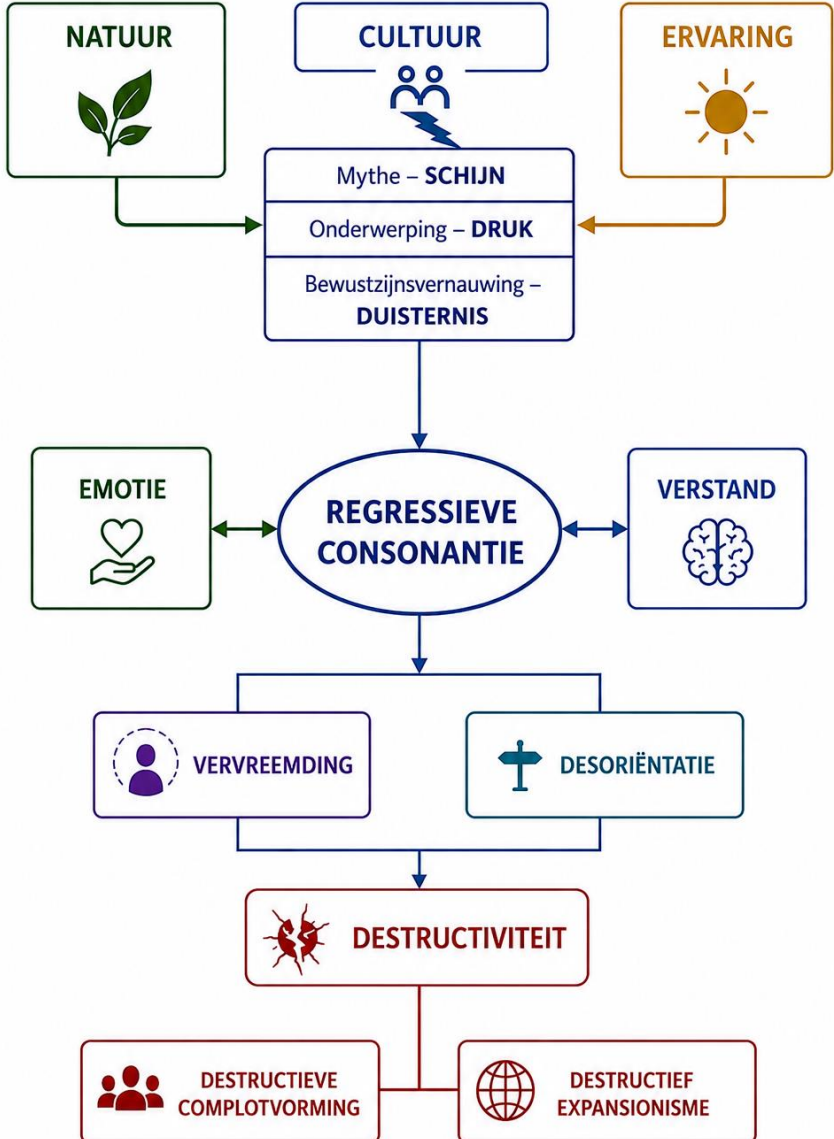 NATUUR
CULTUUR
ERVARING
Mythe – SCHIJN
Onderwerping – DRUK
Bewustzijnsvernauwing –
DUISTERNIS
EMOTIE
REGRESSIEVE
CONSONANTIE
VERSTAND
VERVREEMDING
DESORIËNTATIE
DESTRUCTIVITEIT
DESTRUCTIEVE
COMPLOTVORMING
DESTRUCTIEF
EXPANSIONISME